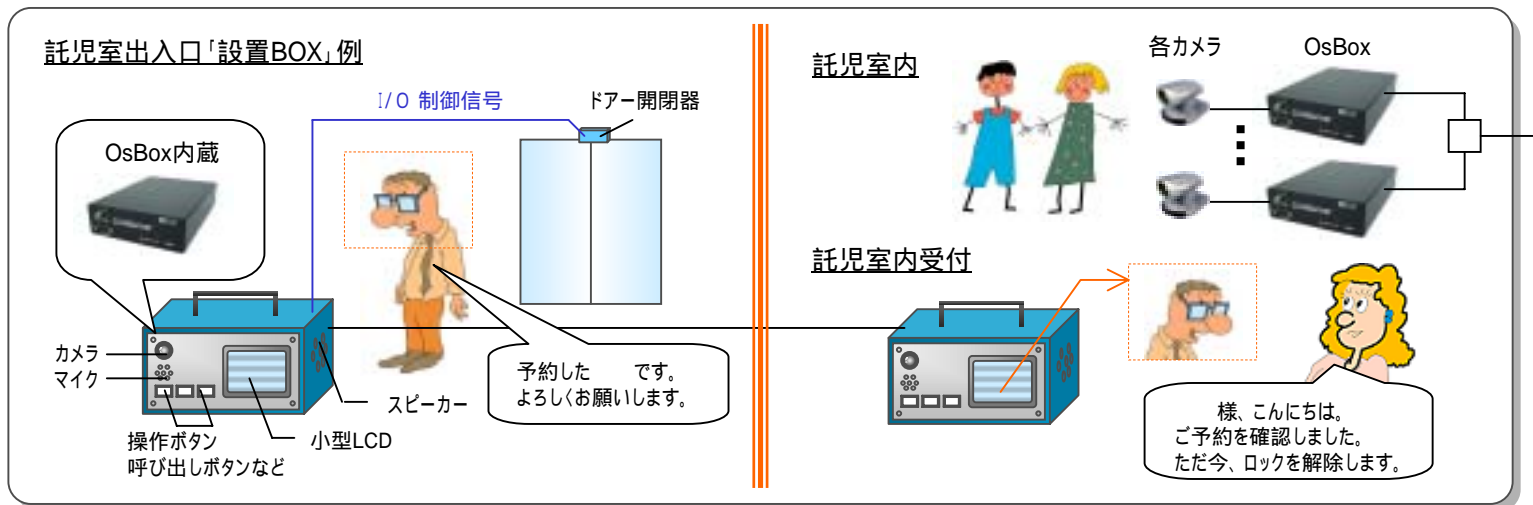 託児室出入口「設置BOX」例
I/O 制御信号
ドアー開閉器
OsBox内蔵
カメラ
マイク
操作ボタン
呼び出しボタンなど
小型LCD
スピーカー
予約した　　です。
よろしくお願いします。
託児室内
各カメラ
OsBox
託児室内受付
様、こんにちは。
ご予約を確認しました。
ただ今、ロックを解除します。